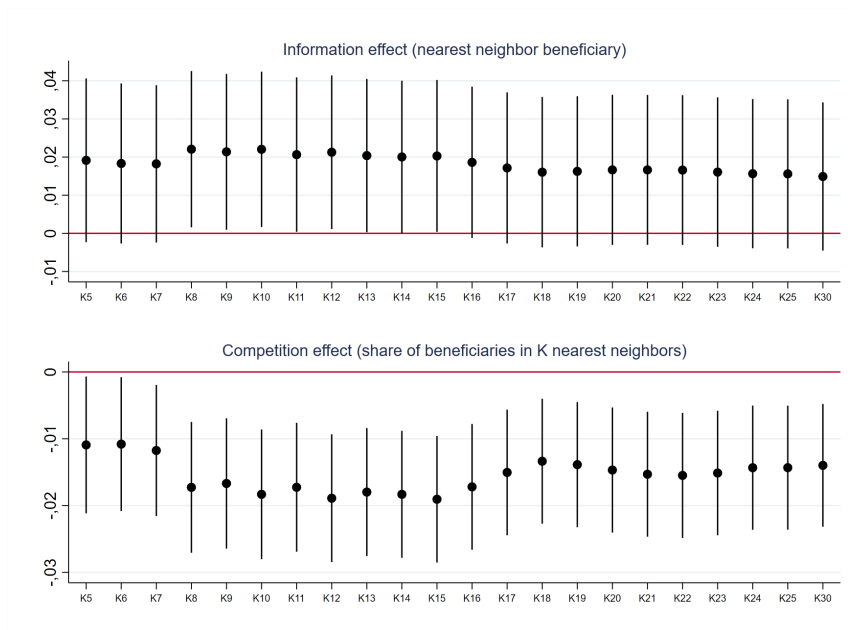 Information effect (nearest neighbor beneficiary)
,04
,03
,02
,01
0
-,01
K5 K6 K7 K8 K9 K10 K11 K12 K13 K14 K15 K16 K17 K18 K19 K20 K21 K22 K23 K24 K25 K30
Competition effect (share of beneficiaries in K nearest neighbors)
0
-,01
-,02
-,03
K5 K6 K7 K8 K9 K10 K11 K12 K13 K14 K15 K16 K17 K18 K19 K20 K21 K22 K23 K24 K25 K30